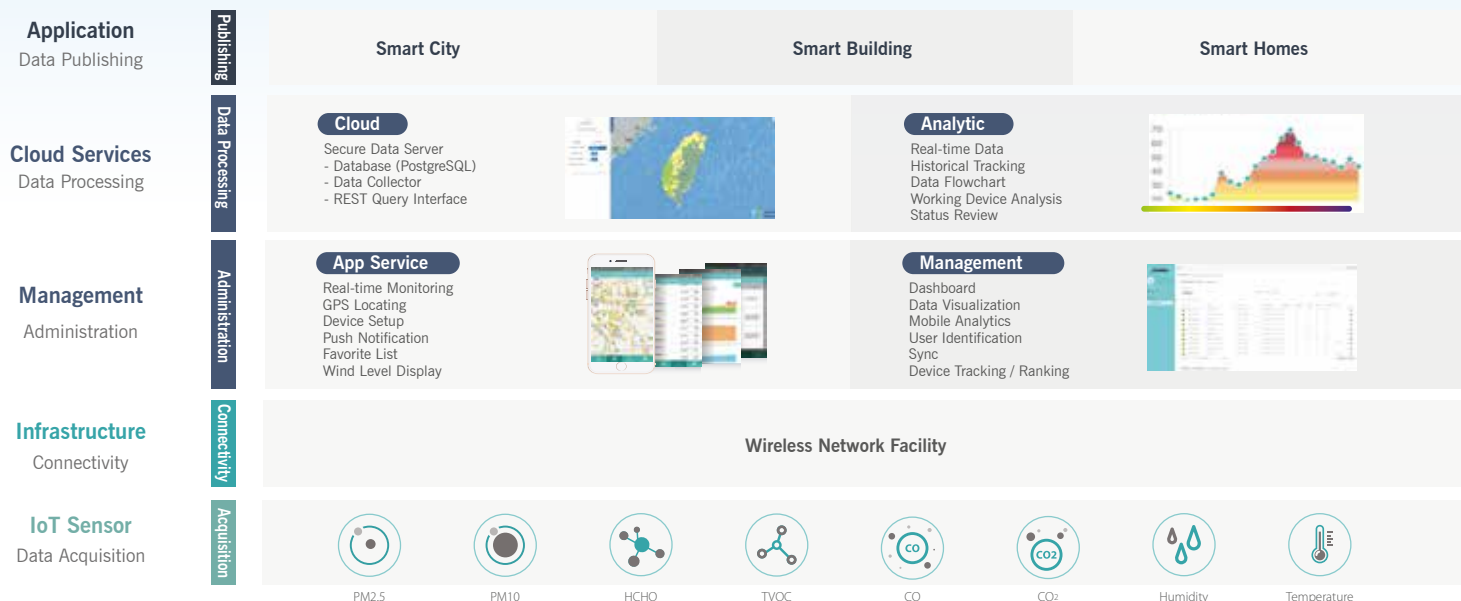 Application
Data Publishing
Publishing
Smart City
Smart Building
Smart Homes
Cloud Services
Data Processing
Data Processing
Cloud
Secure Data Server
- Database (PostgreSQL)
- Data Collector
- REST Query Interface
Analytic
Real-time Data
Historical Tracking
Data Flowchart
Working Device Analysis
Status Review
Management
Administration
Administration
App Service
Real-time Monitoring
GPS Locating
Device Setup
Push Notification
Favorite List
Wind Level Display
Management
Dashboard
Data Visualization
Mobile Analytics
User Identification
Sync
Device Tracking / Ranking
Infrastructure
Connectivity
Connectivity
Wireless Network Facility
IoT Sensor
Data Acquisition
Acquisition
CO
CO2
PM2.5
PM10
HCHO
TVOC
CO
CO2
Humidity
Temperature